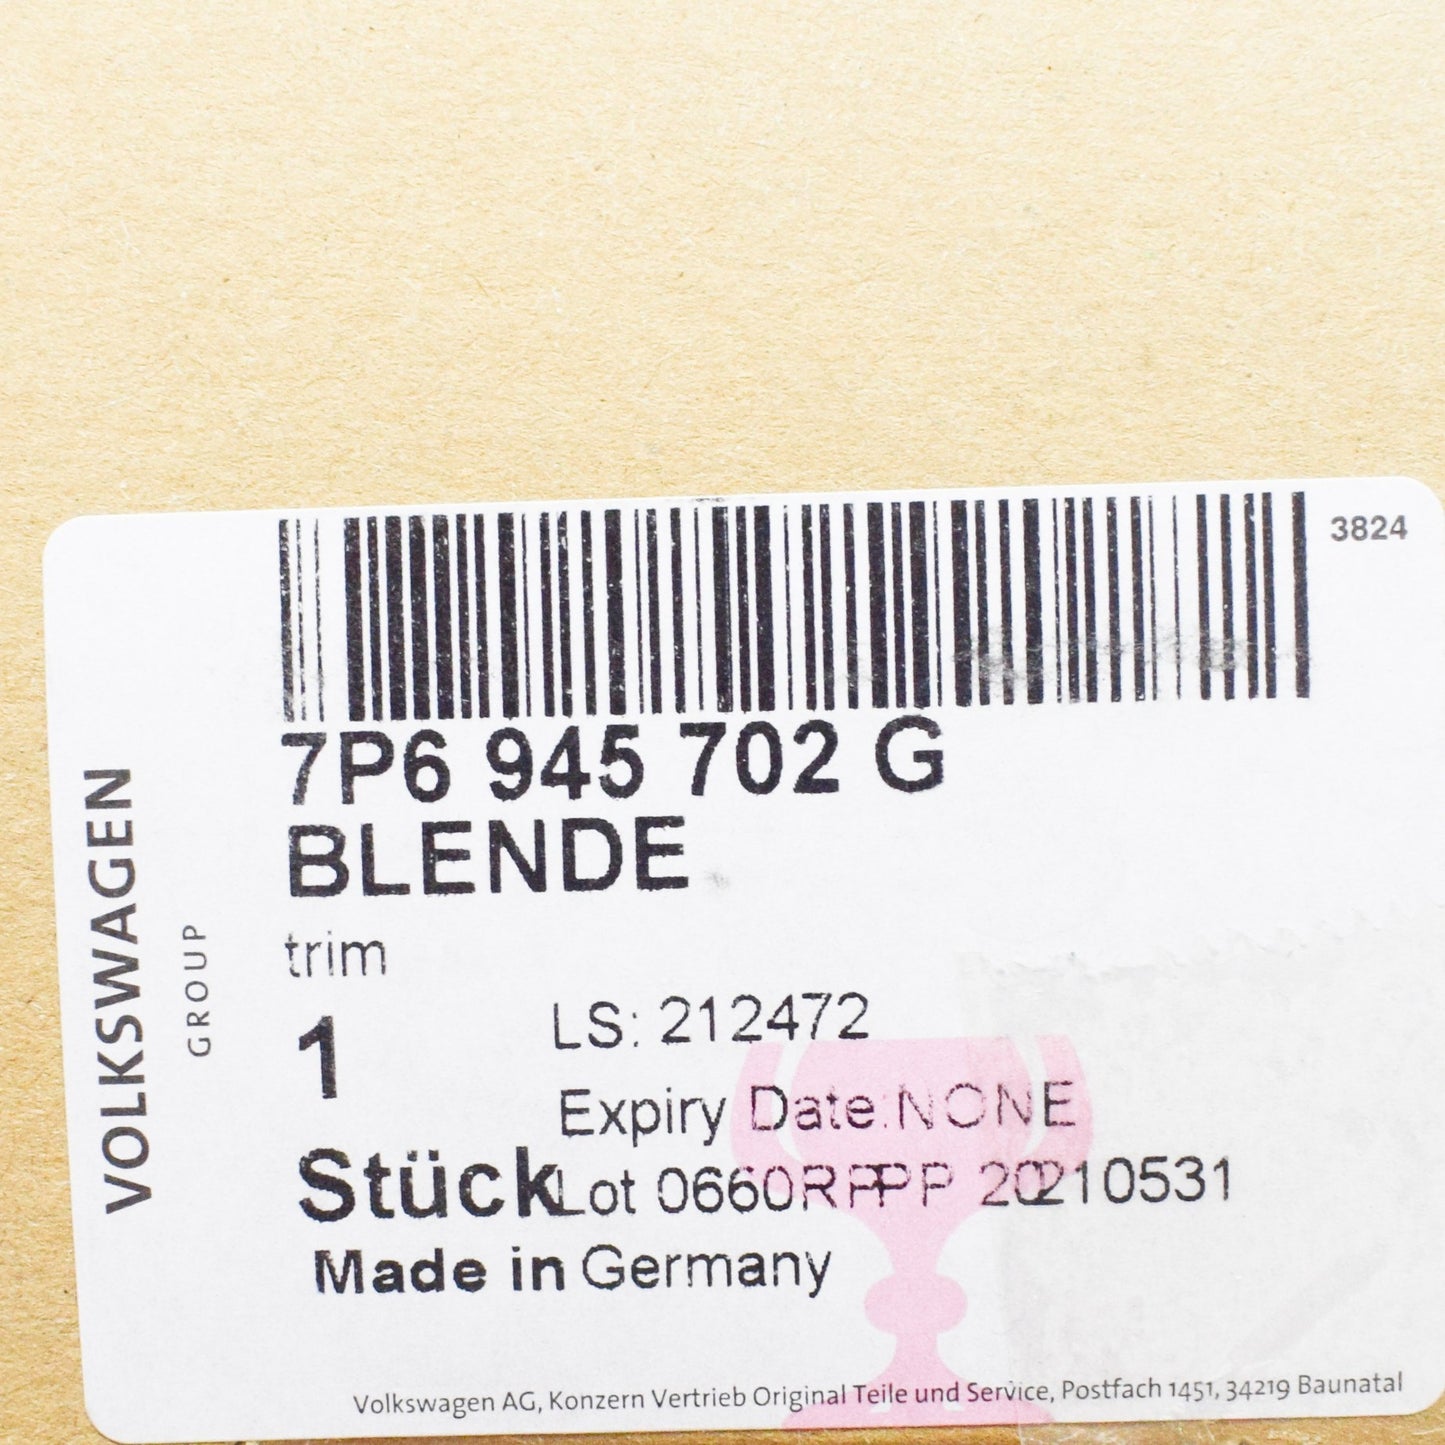 3824
7P6 945 702 G
BLENDE
trim
1
LS: 212472
Expiry Date:NONE
Stück
Lot 0660R 20210531
Made in Germany
VOLKSWAGEN
GROUP
Volkswagen AG, Konzern Vertrieb Original Teile und Service, Postfach 1451, 34219 Baunatal